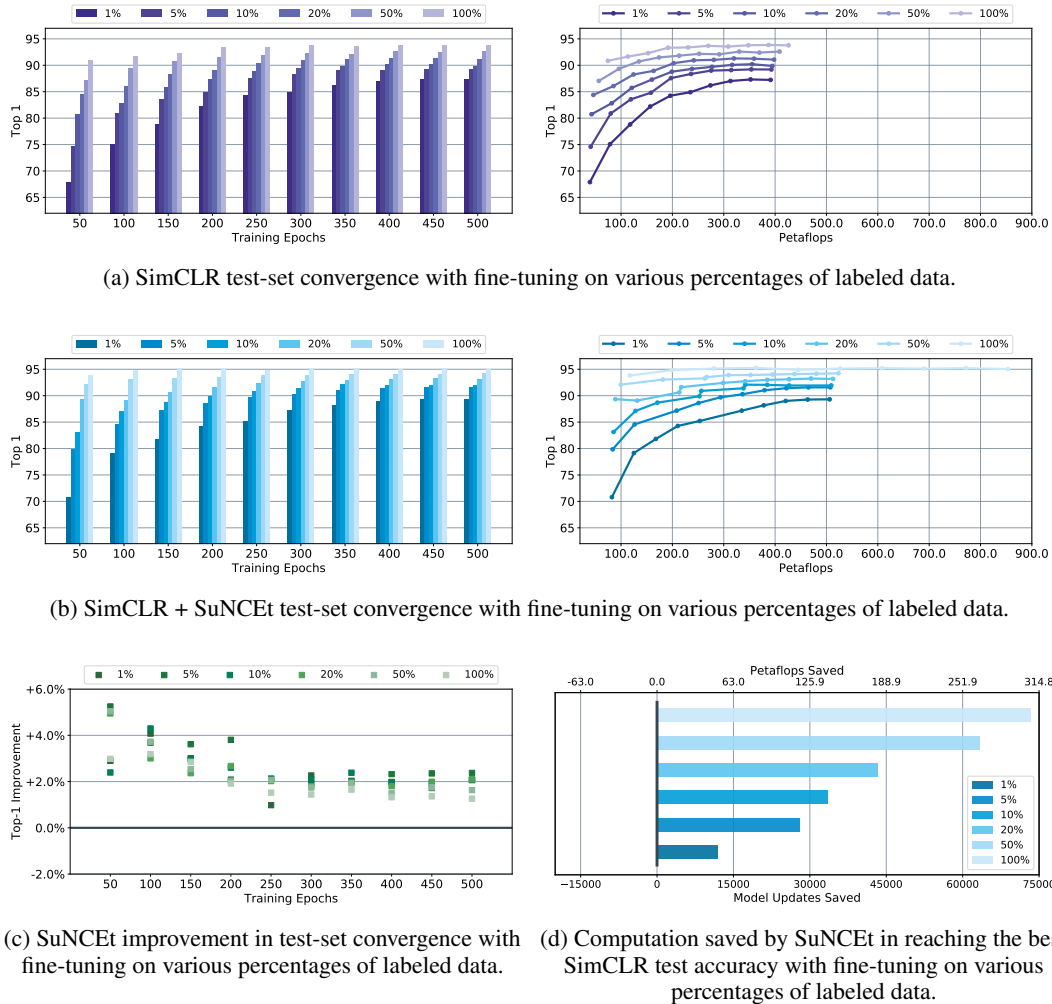 1% 5% 10% 20% 50% 100%
95
90
85
80
75
70
65
Top 1
50 100 150 200 250 300 350 400 450 500
Training Epochs
1% 5% 10% 20% 50% 100%
95
90
85
80
75
70
65
Top 1
100.0 200.0 300.0 400.0 500.0 600.0 700.0 800.0 900.0
Petaflops
(a) SimCLR test-set convergence with fine-tuning on various percentages of labeled data.
1% 5% 10% 20% 50% 100%
95
90
85
80
75
70
65
Top 1
50 100 150 200 250 300 350 400 450 500
Training Epochs
1% 5% 10% 20% 50% 100%
95
90
85
80
75
70
65
Top 1
100.0 200.0 300.0 400.0 500.0 600.0 700.0 800.0 900.0
Petaflops
(b) SimCLR + SuNCEt test-set convergence with fine-tuning on various percentages of labeled data.
1% 5% 10% 20% 50% 100%
+6.0%
+4.0%
+2.0%
0.0%
-2.0%
Top-1 Improvement
50 100 150 200 250 300 350 400 450 500
Training Epochs
Petaflops Saved
-63.0 0.0 63.0 125.9 188.9 251.9 314.8
1%
5%
10%
20%
50%
100%
−15000 0 15000 30000 45000 60000 75000
Model Updates Saved
(c) SuNCEt improvement in test-set convergence with
fine-tuning on various percentages of labeled data.
(d) Computation saved by SuNCEt in reaching the bes
SimCLR test accuracy with fine-tuning on various
percentages of labeled data.